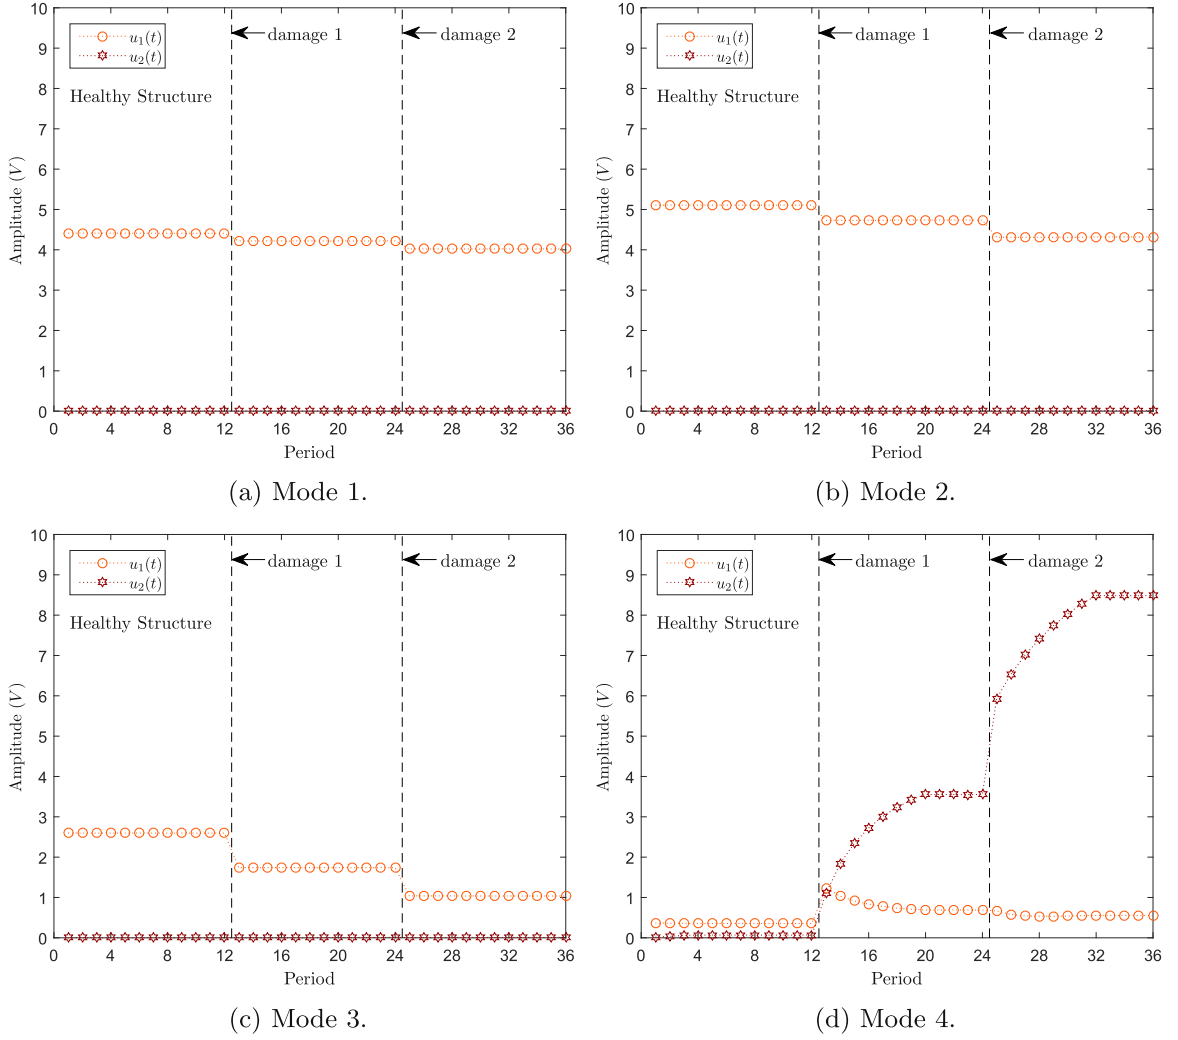 10
9
8
7
6
5
4
3
2
1
0
Amplitude (V)
u₁(t)
u₂(t)
Healthy Structure
damage 1
damage 2
0 4 8 12 16 20 24 28 32 36
Period
(a) Mode 1.
10
9
8
7
6
5
4
3
2
1
0
Amplitude (V)
u₁(t)
u₂(t)
Healthy Structure
damage 1
damage 2
0 4 8 12 16 20 24 28 32 36
Period
(b) Mode 2.
10
9
8
7
6
5
4
3
2
1
0
Amplitude (V)
u₁(t)
u₂(t)
Healthy Structure
damage 1
damage 2
0 4 8 12 16 20 24 28 32 36
Period
(c) Mode 3.
10
9
8
7
6
5
4
3
2
1
0
Amplitude (V)
u₁(t)
u₂(t)
Healthy Structure
damage 1
damage 2
0 4 8 12 16 20 24 28 32 36
Period
(d) Mode 4.